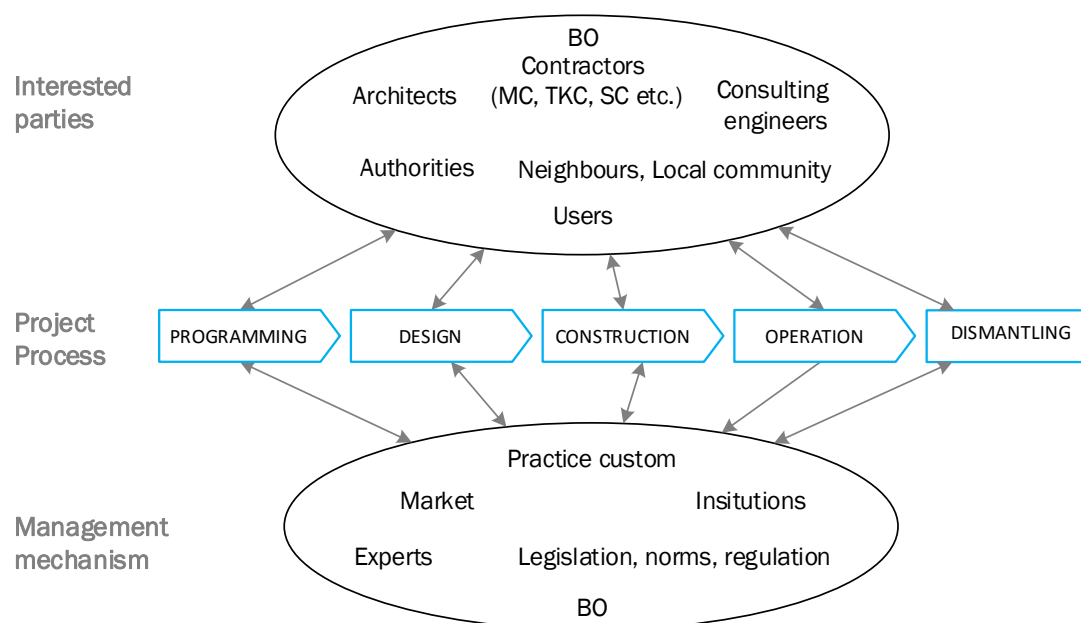 BO
Contractors
(MC, TKC, SC etc.)
Architects
Consulting
engineers
Interested
parties
Authorities
Neighbours, Local community
Users
Project
Process
PROGRAMMING
DESIGN
CONSTRUCTION
OPERATION
DISMANTLING
Practice custom
Market
Insitutions
Management
mechanism
Experts
Legislation, norms, regulation
BO